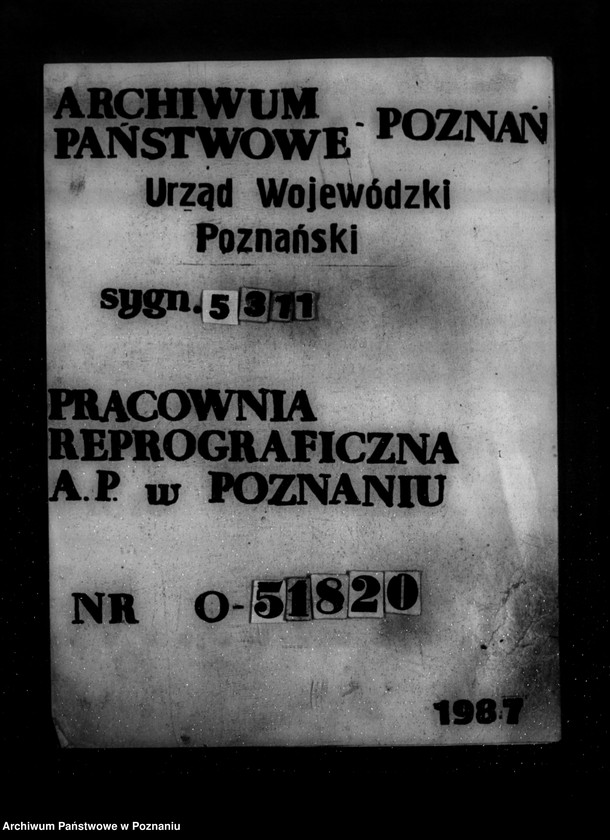 ARCHIWUM
PAŃSTWOWE - POZNAŃ
Urząd Wojewódzki
Poznański
sygn. 5311
PRACOWNIA
REPROGRAFICZNA
A.P. w POZNANIU
NR O-51820
1987
Archiwum Państwowe w Poznaniu